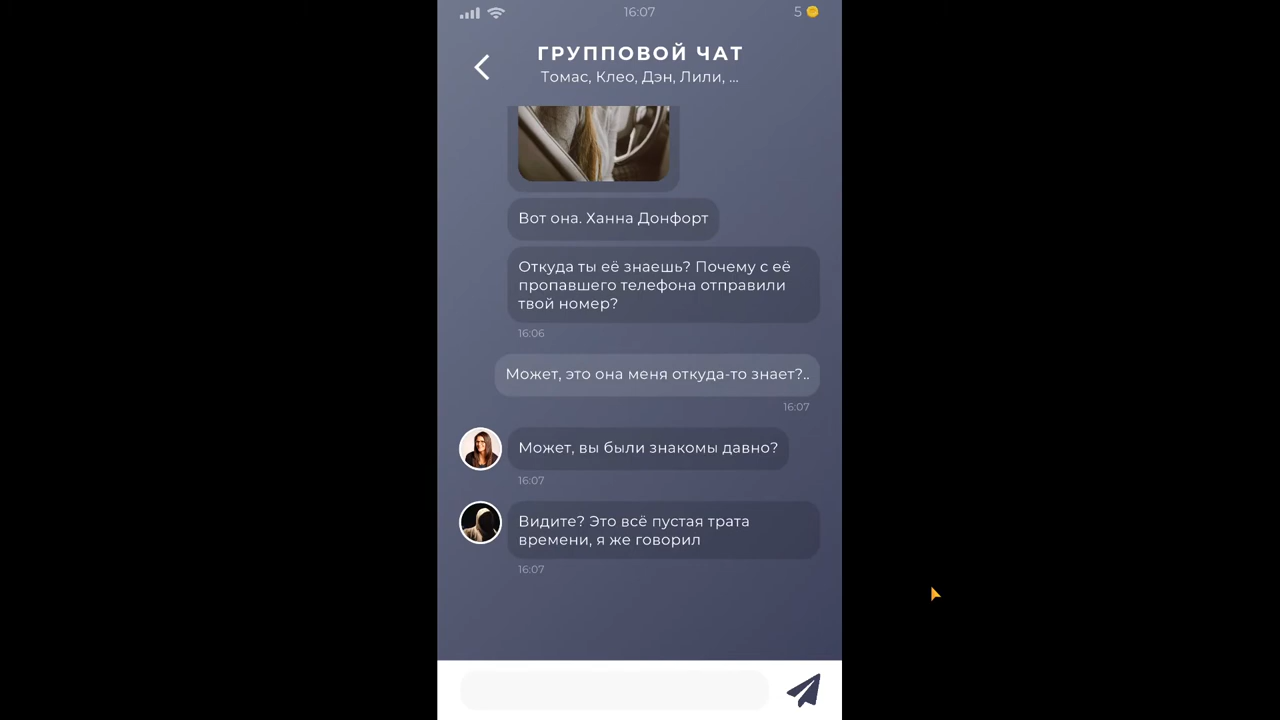 16:07
5
ГРУППОВОЙ ЧАТ
Томас, Клео, Дэн, Лили, ...
Вот она. Ханна Донфорт
Откуда ты её знаешь? Почему с её
пропавшего телефона отправили
твой номер?
16:06
Может, это она меня откуда-то знает?..
16:07
Может, вы были знакомы давно?
16:07
Видите? Это всё пустая трата
времени, я же говорил
16:07